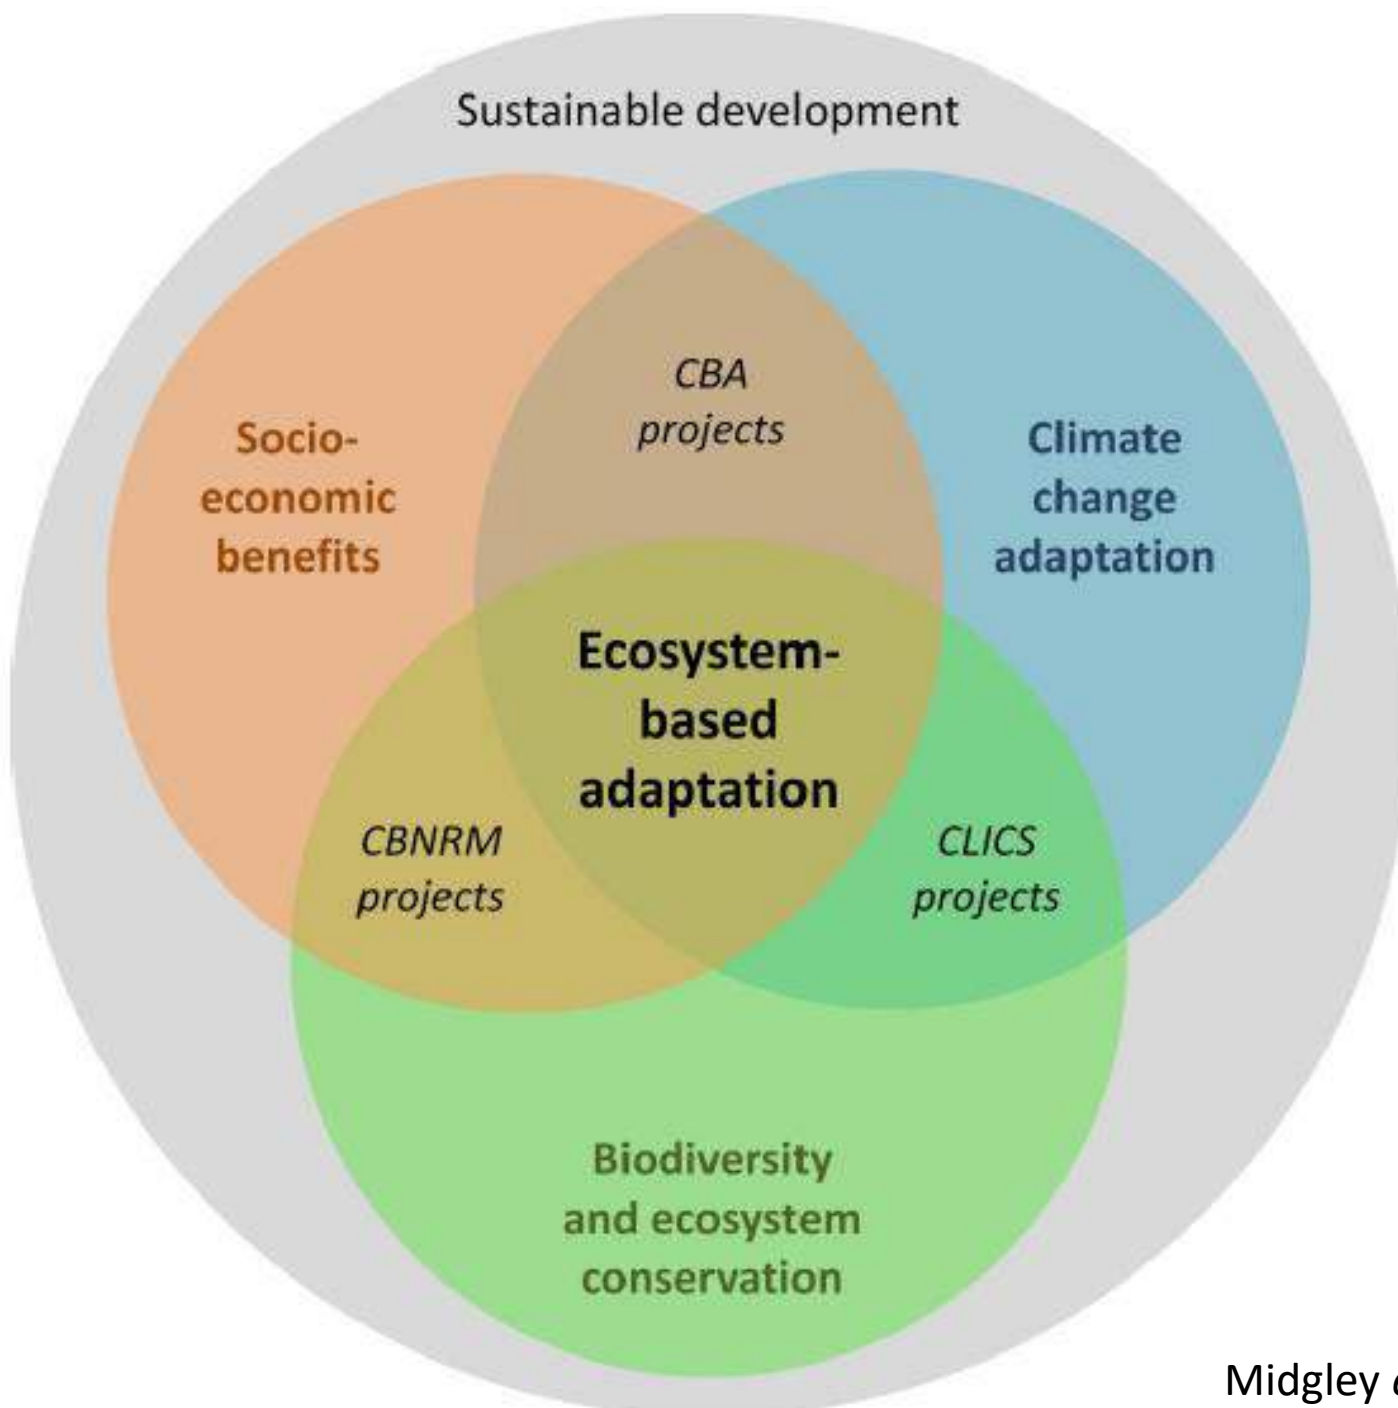 Sustainable development
CBA
projects
Socio-
economic
benefits
Climate
change
adaptation
Ecosystem-
based
adaptation
CBNRM
projects
CLICS
projects
Biodiversity
and ecosystem
conservation
Midgley